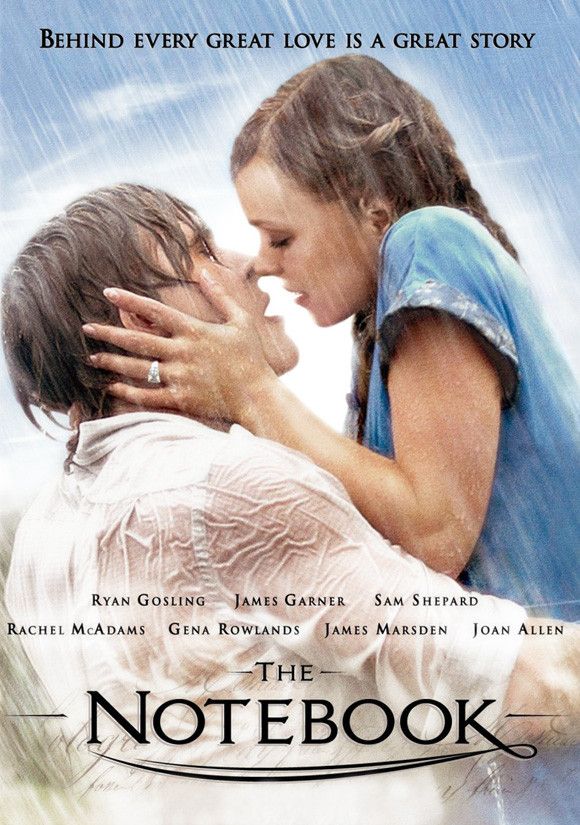 BEHIND EVERY GREAT LOVE IS A GREAT STORY
RYAN GOSLING JAMES GARNER SAM SHEPARD
RACHEL MCADAMS GENA ROWLANDS JAMES MARSDEN JOAN ALLEN
THE
NOTEBOOK